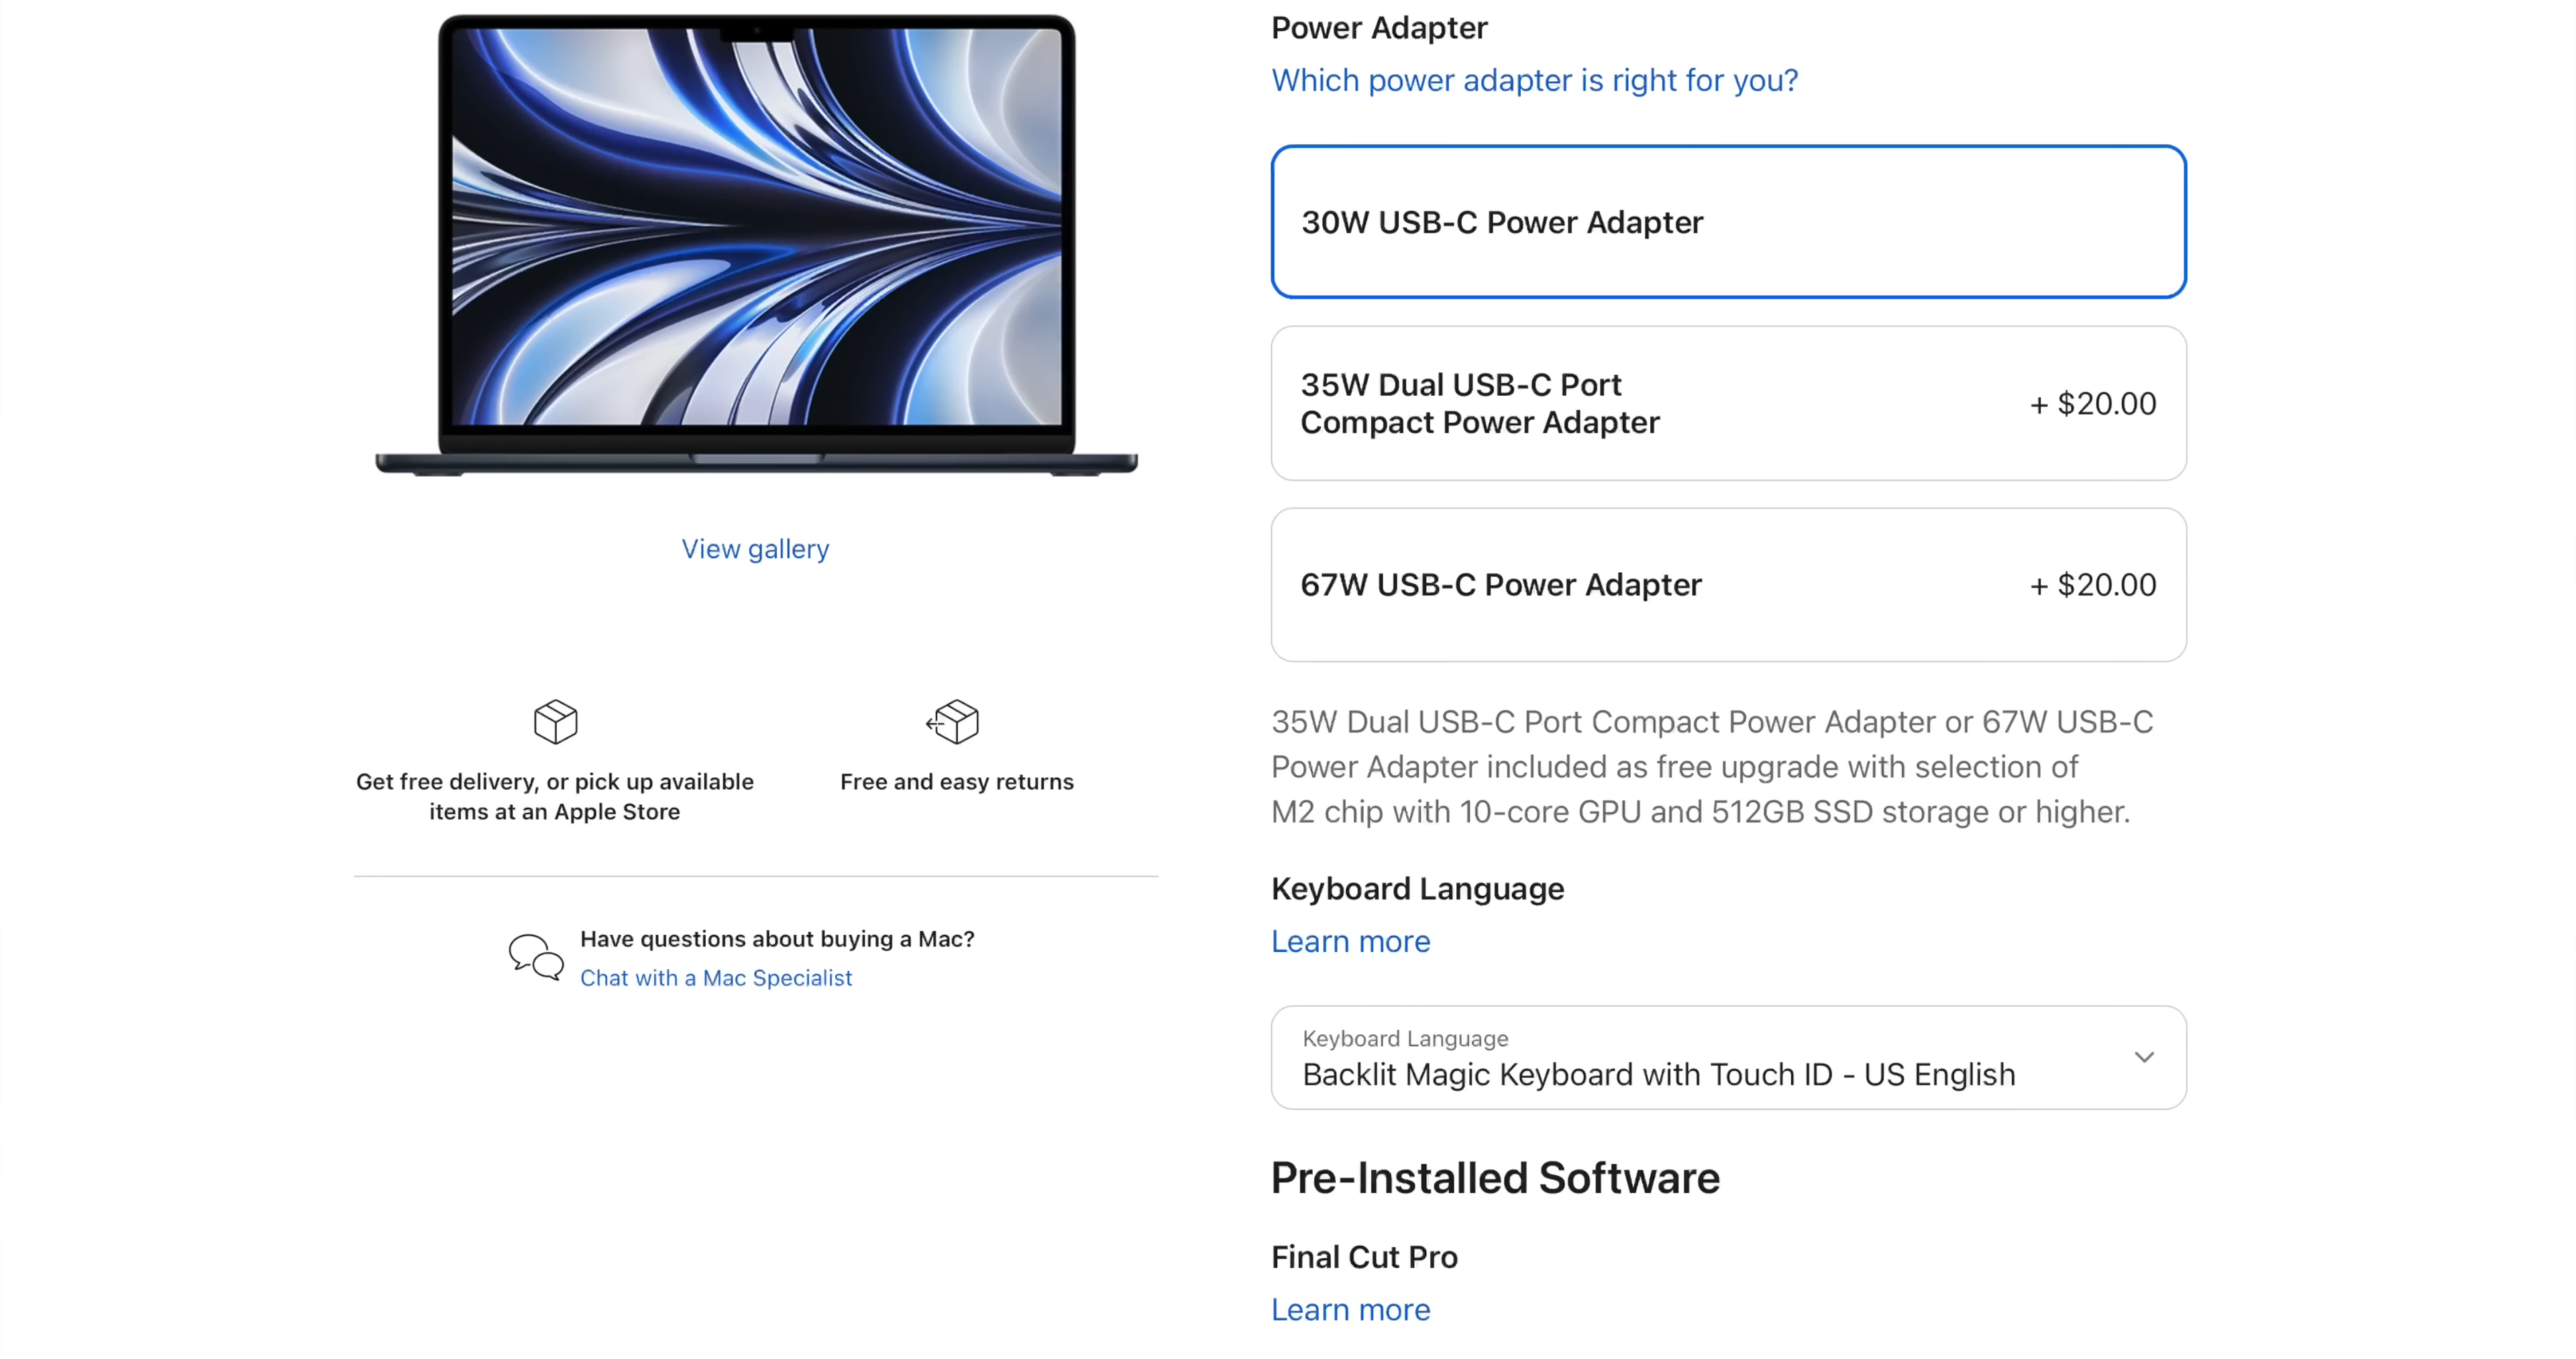 View gallery
Get free delivery, or pick up available
items at an Apple Store
Free and easy returns
Have questions about buying a Mac?
Chat with a Mac Specialist
Power Adapter
Which power adapter is right for you?
30W USB-C Power Adapter
35W Dual USB-C Port
Compact Power Adapter
+ $20.00
67W USB-C Power Adapter
+ $20.00
35W Dual USB-C Port Compact Power Adapter or 67W USB-C
Power Adapter included as free upgrade with selection of
M2 chip with 10-core GPU and 512GB SSD storage or higher.
Keyboard Language
Learn more
Keyboard Language
Backlit Magic Keyboard with Touch ID - US English
Pre-Installed Software
Final Cut Pro
Learn more